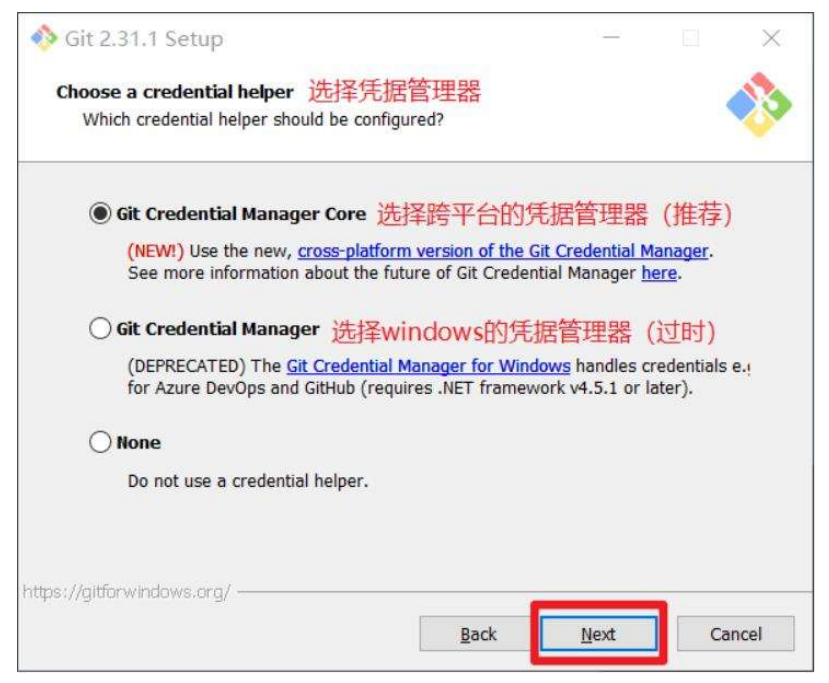 Git 2.31.1 Setup
Choose a credential helper 选择凭据管理器
Which credential helper should be configured?
Git Credential Manager Core 选择跨平台的凭据管理器（推荐）
(NEW!) Use the new, cross-platform version of the Git Credential Manager.
See more information about the future of Git Credential Manager here.
Git Credential Manager 选择windows的凭据管理器（过时）
(DEPRECATED) The Git Credential Manager for Windows handles credentials e.
for Azure DevOps and GitHub (requires .NET framework v4.5.1 or later).
None
Do not use a credential helper.
https://gitforwindows.org/
Back Next Cancel